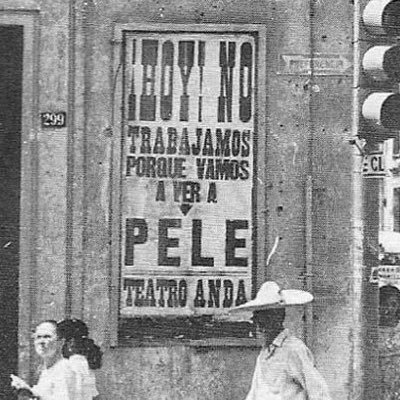 ¡HOY! NO
TRABAJAMOS
PORQUE VAMOS
A VER A
PELE
TEATRO ANDA
299